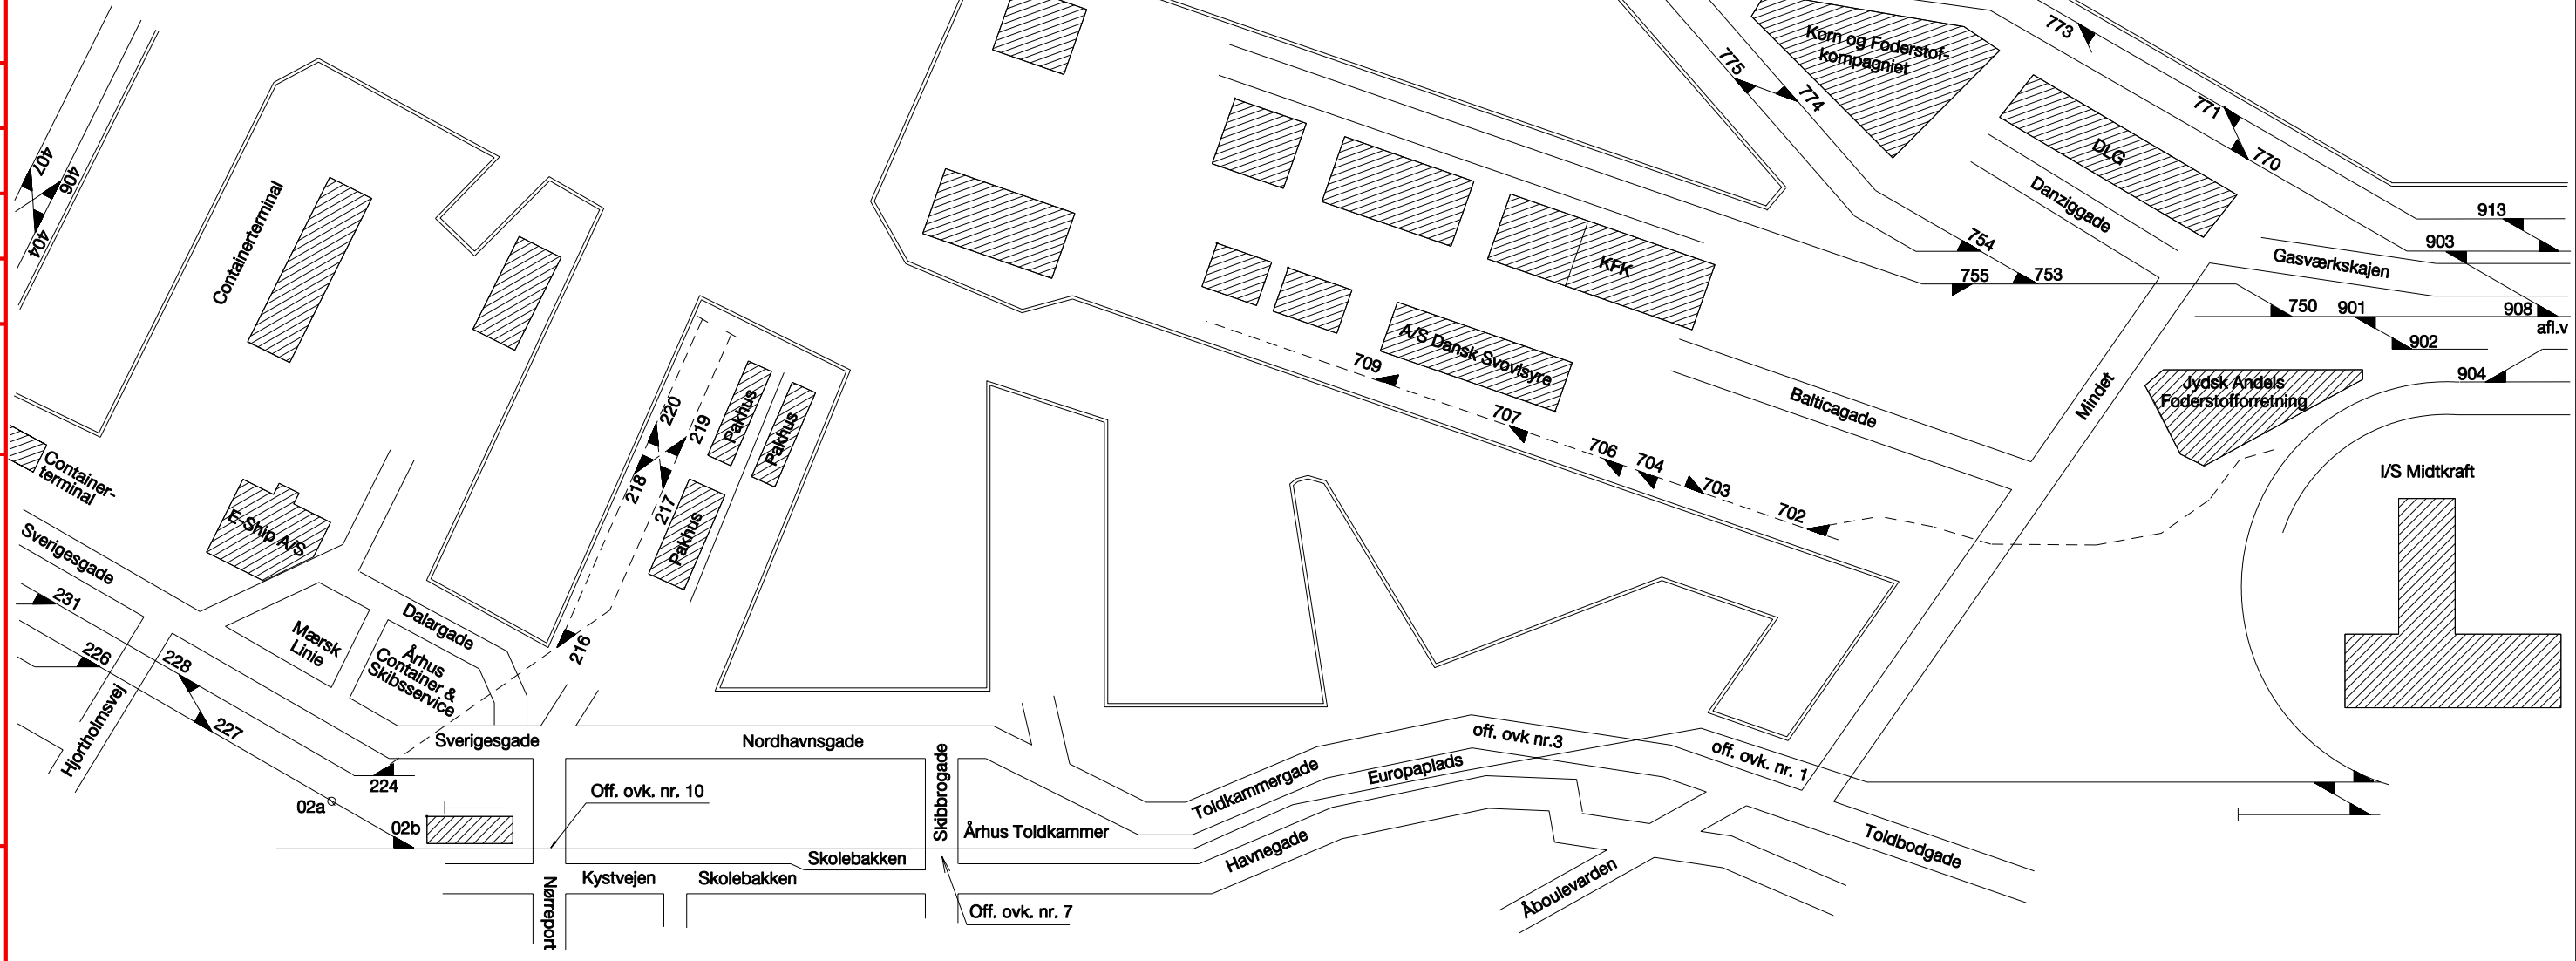 773
Korn og Foderstof-
kompagniet
775
774
771
770
DLG
407
406
404
Containerterminal
Danziggade
913
754
903
Gasværkskajen
KFK
755
753
750
901
908
afl.v
902
A/S Dansk Svovlsyre
709
904
Jydsk Andels
Foderstofforretning
Mindet
Balticagade
220
219
Pakhus
Pakhus
707
706
704
703
702
I/S Midtkraft
218
217
Pakhus
Container-
terminal
E-Ship A/S
Sverigesgade
231
Dalargade
Mærsk
Linie
Århus
Container &
Skibsservice
216
226
228
227
Hjortholmsvej
Sverigesgade
Nordhavnsgade
Skibbrogade
off. ovk nr.3
off. ovk. nr. 1
Europaplads
Toldkammergade
224
02a
Off. ovk. nr. 10
02b
Århus Toldkammer
Havnegade
Toldbodgade
Skolebakken
Kystvejen
Skolebakken
Åboulevarden
Nørreport
Off. ovk. nr. 7